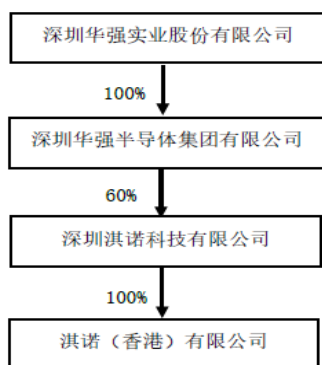 深圳华强实业股份有限公司
100%
深圳华强半导体集团有限公司
60%
深圳淇诺科技有限公司
100%
淇诺（香港）有限公司